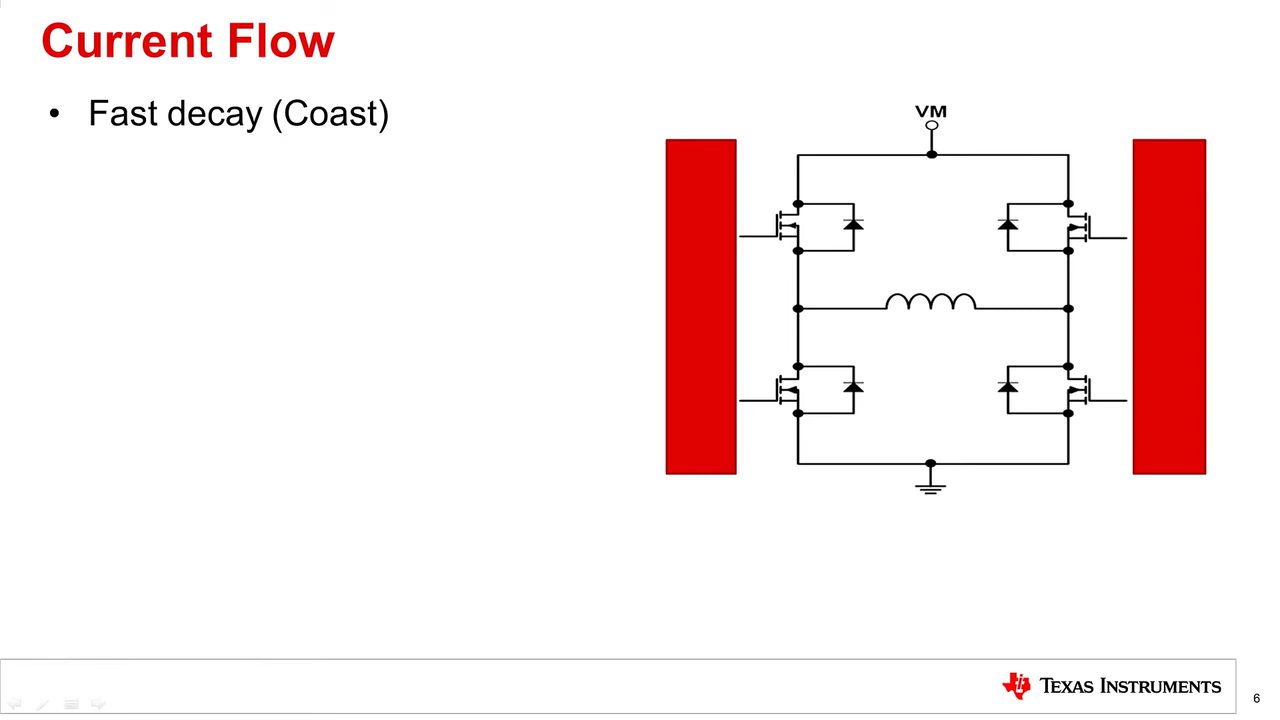 Current Flow
• Fast decay (Coast)
VM
TEXAS INSTRUMENTS
6